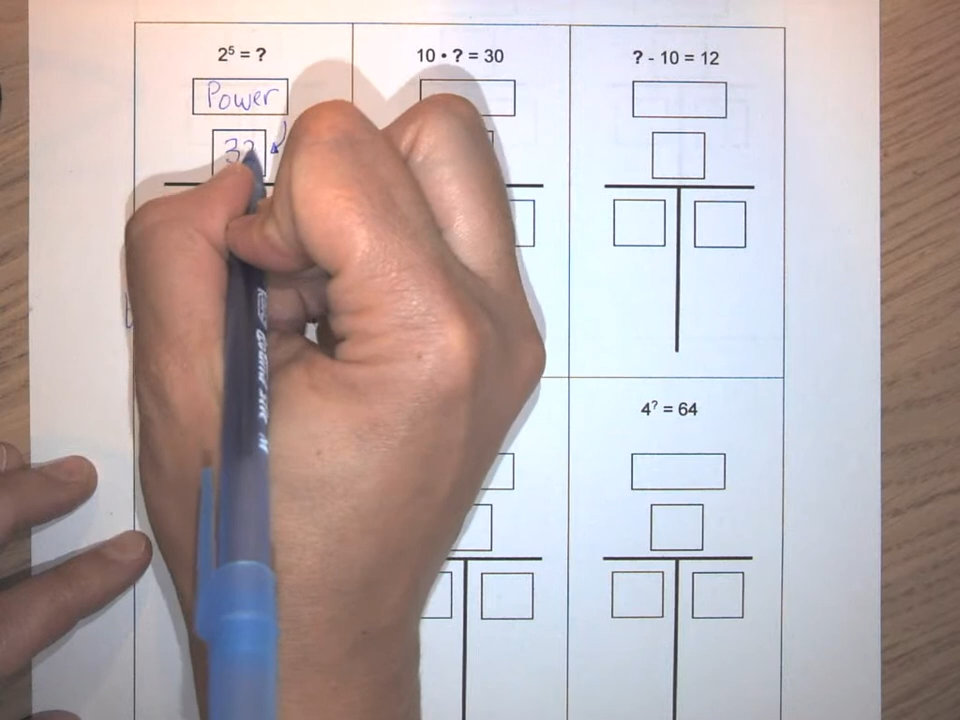 2⁵ = ?
10 • ? = 30
? - 10 = 12
Power
32
4? = 64